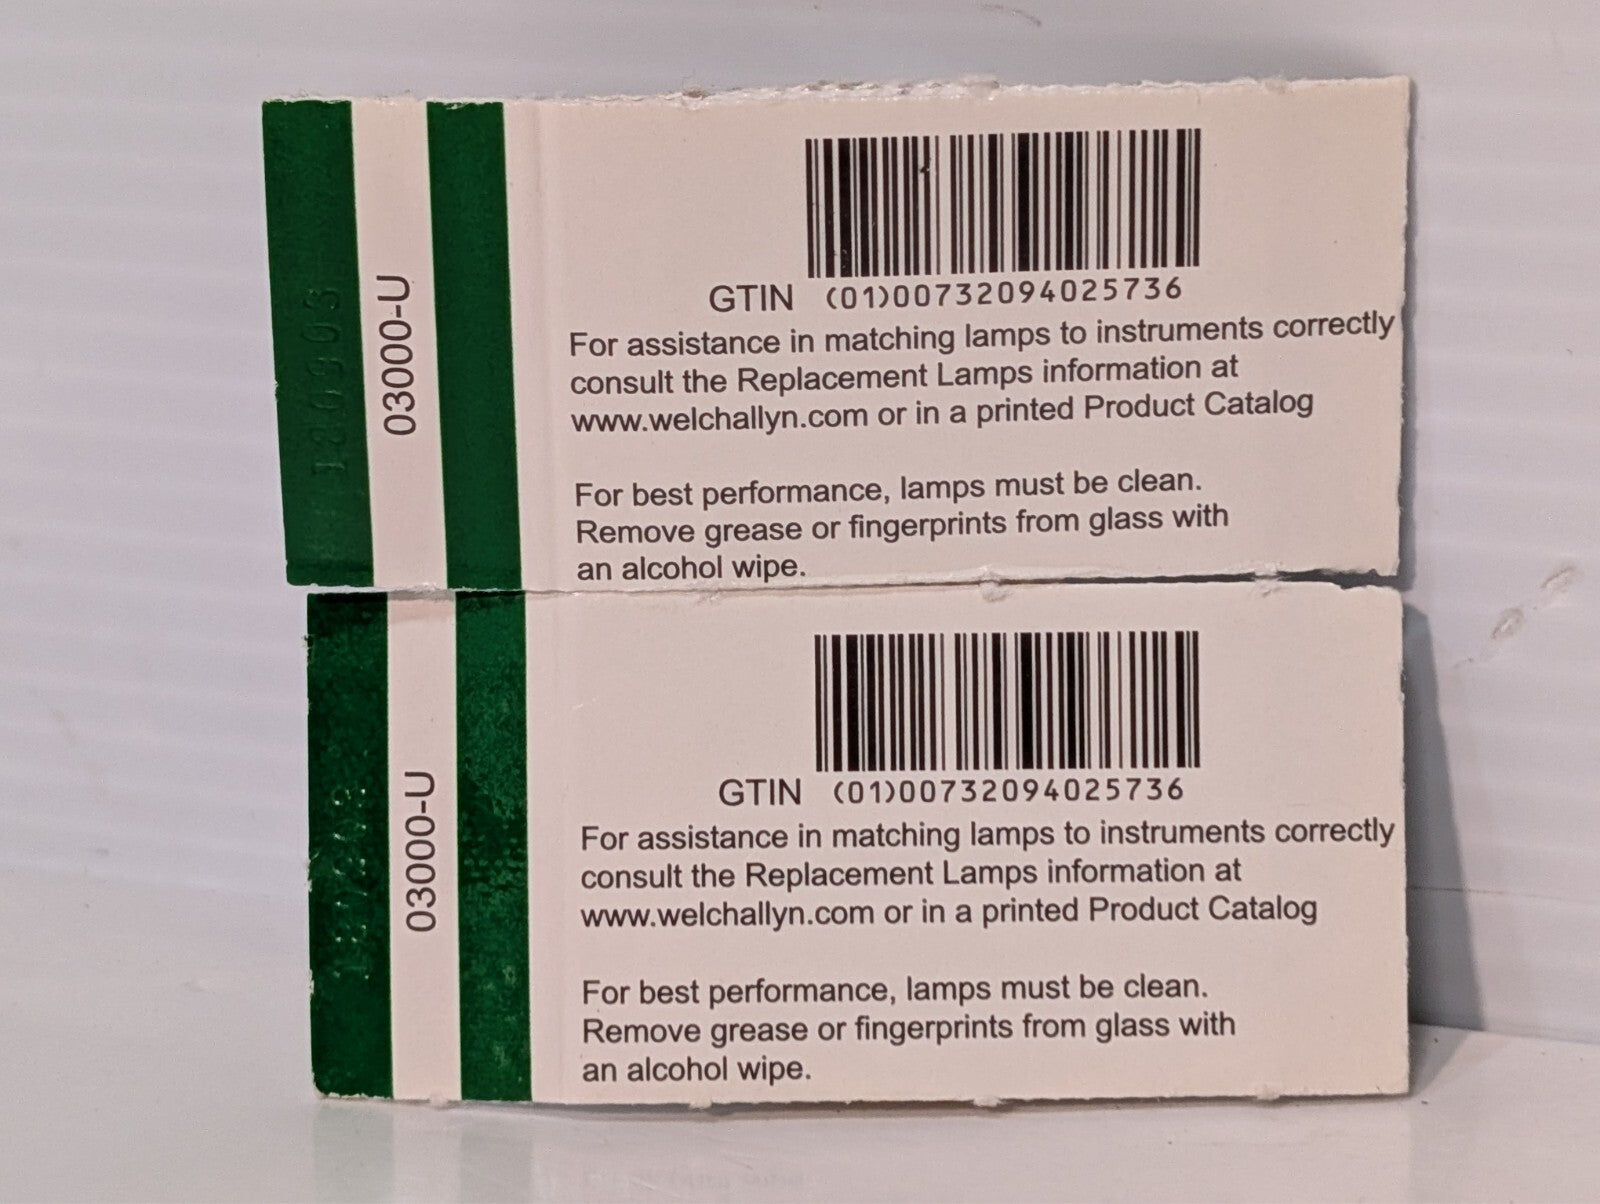 03000-U
GTIN (01)00732094025736
For assistance in matching lamps to instruments correctly
consult the Replacement Lamps information at
www.welchallyn.com or in a printed Product Catalog
For best performance, lamps must be clean.
Remove grease or fingerprints from glass with
an alcohol wipe.
03000-U
GTIN (01)00732094025736
For assistance in matching lamps to instruments correctly
consult the Replacement Lamps information at
www.welchallyn.com or in a printed Product Catalog
For best performance, lamps must be clean.
Remove grease or fingerprints from glass with
an alcohol wipe.